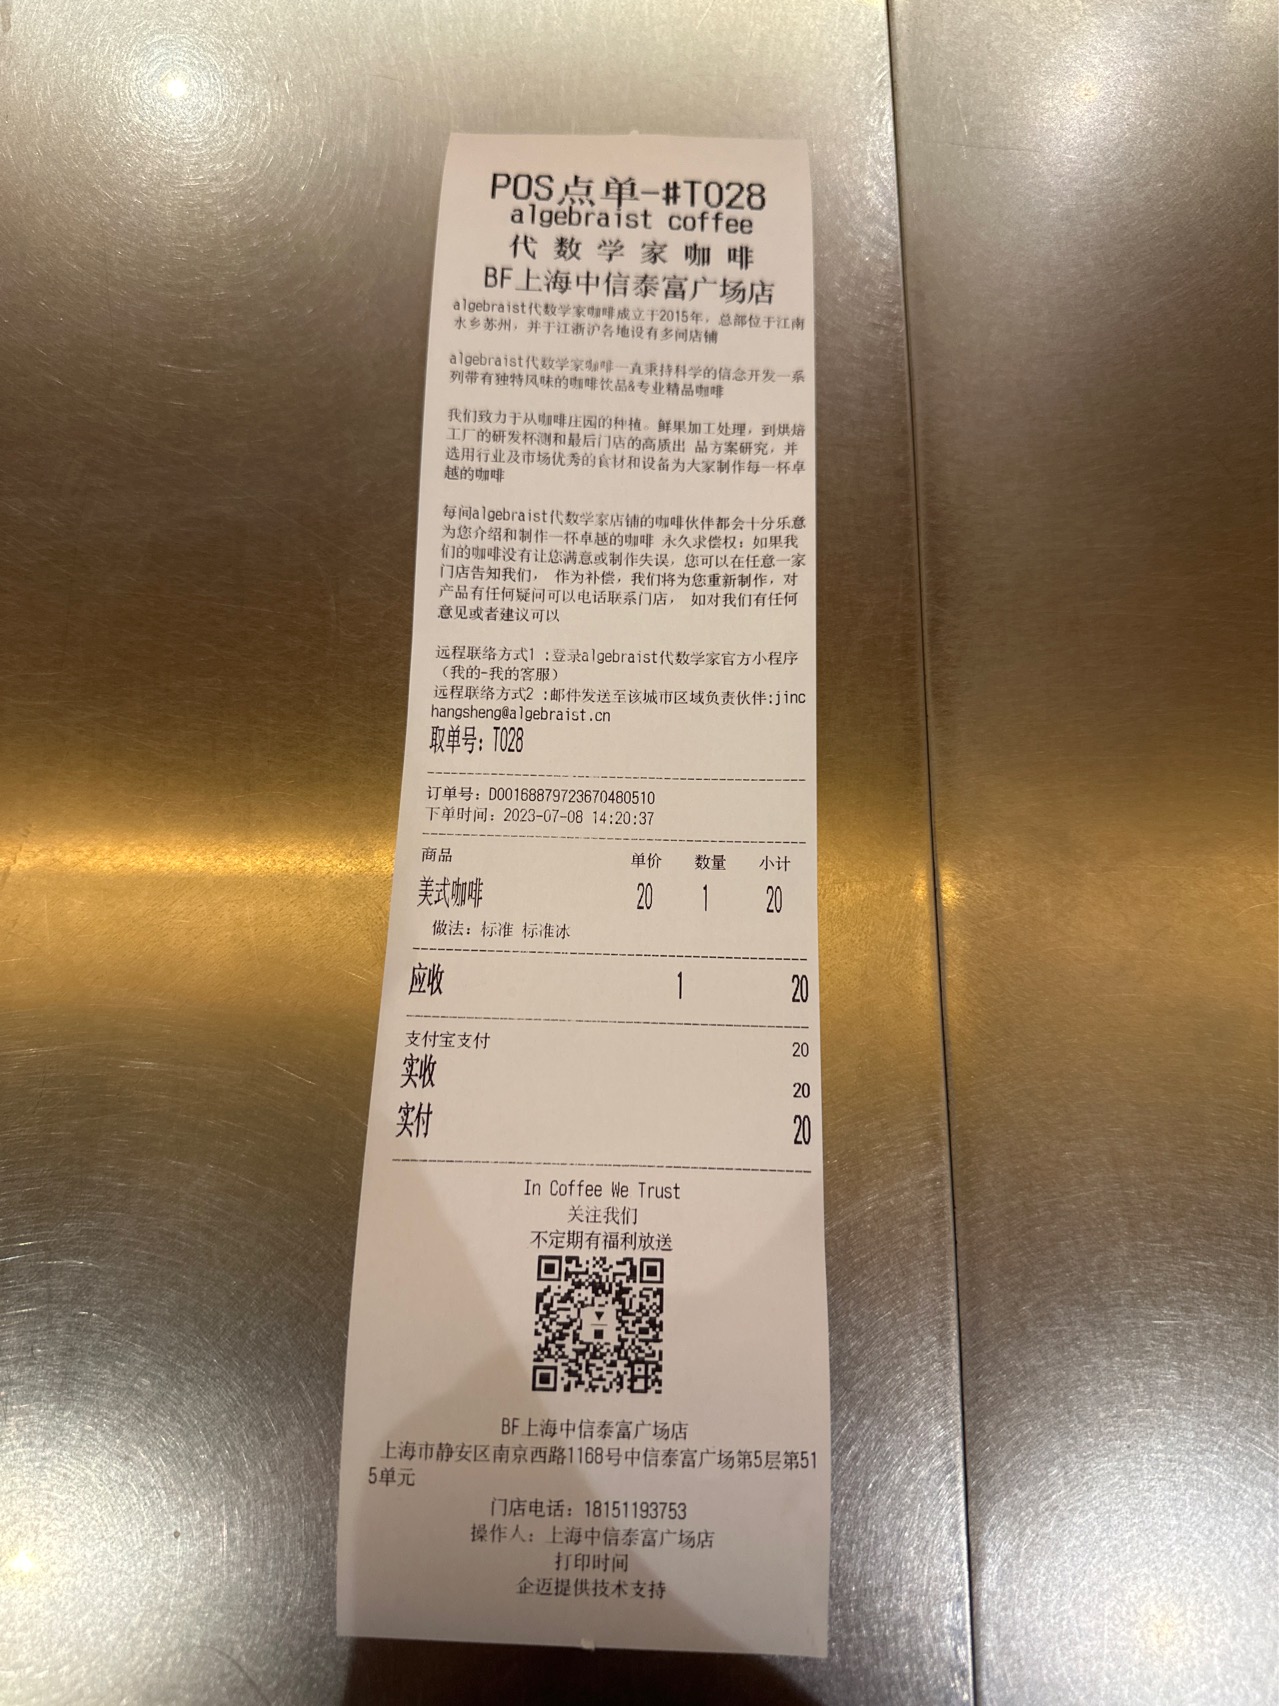 POS点单-#T028
algebraist coffee
代数学家咖啡
BF上海中信泰富广场店
algebraist代数学家咖啡成立于2015年，总部位于江南
水乡苏州，并于江浙沪各地设有多间店铺
algebraist代数学家咖啡一直秉持科学的信念开发一系
列带有独特风味的咖啡饮品&专业精品咖啡
我们致力于从咖啡庄园的种植。鲜果加工处理，到烘焙
工厂的研发杯测和最后门店的高质出 品方案研究，并
选用行业及市场优秀的食材和设备为大家制作每一杯卓
越的咖啡
每间algebraist代数学家店铺的咖啡伙伴都会十分乐意
为您介绍和制作一杯卓越的咖啡 永久求偿权：如果我
们的咖啡没有让您满意或制作失误，您可以在任意一家
门店告知我们， 作为补偿，我们将为您重新制作，对
产品有任何疑问可以电话联系门店， 如对我们有任何
意见或者建议可以
远程联络方式1 :登录algebraist代数学家官方小程序
（我的-我的客服）
远程联络方式2 :邮件发送至该城市区域负责伙伴:jinc
hangsheng@algebraist.cn
取单号：T028
订单号：D00168879723670480510
下单时间：2023-07-08 14:20:37
商品 单价 数量 小计
美式咖啡 20 1 20
做法：标准 标准冰
应收 1 20
支付宝支付 20
实收 20
实付 20
In Coffee We Trust
关注我们
不定期有福利放送
BF上海中信泰富广场店
上海市静安区南京西路1168号中信泰富广场第5层第51
5单元
门店电话：18151193753
操作人：上海中信泰富广场店
打印时间
企迈提供技术支持